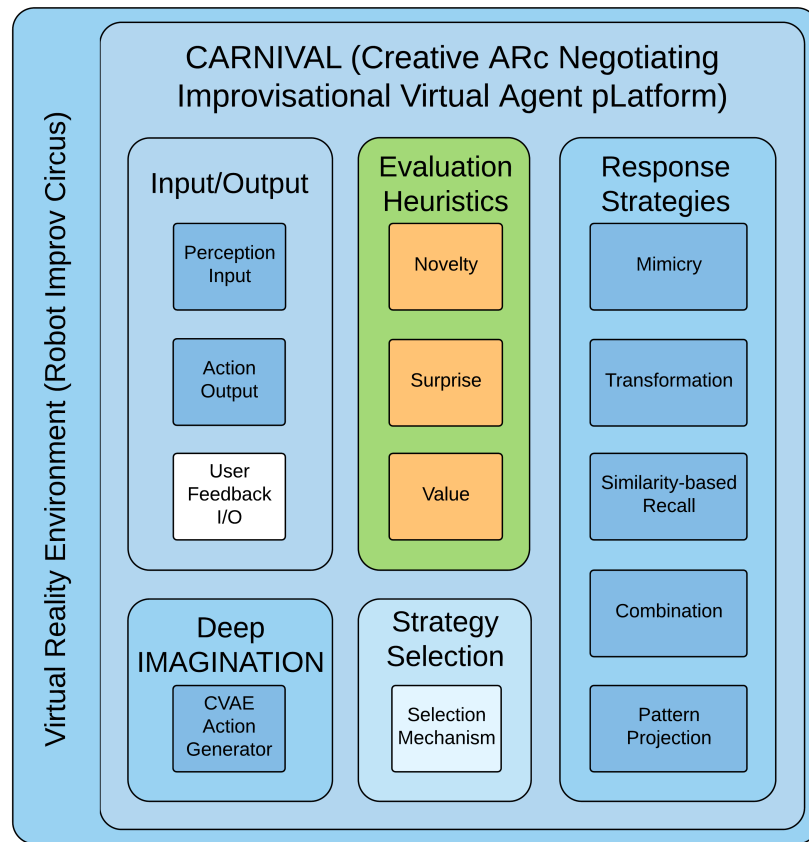 Virtual Reality Environment (Robot Improv Circus)
CARNIVAL (Creative ARc Negotiating
Improvisational Virtual Agent pLatform)
Input/Output
Perception
Input
Action
Output
User
Feedback
I/O
Evaluation
Heuristics
Novelty
Surprise
Value
Response
Strategies
Mimicry
Transformation
Similarity-based
Recall
Combination
Pattern
Projection
Deep
IMAGINATION
CVAE
Action
Generator
Strategy
Selection
Selection
Mechanism